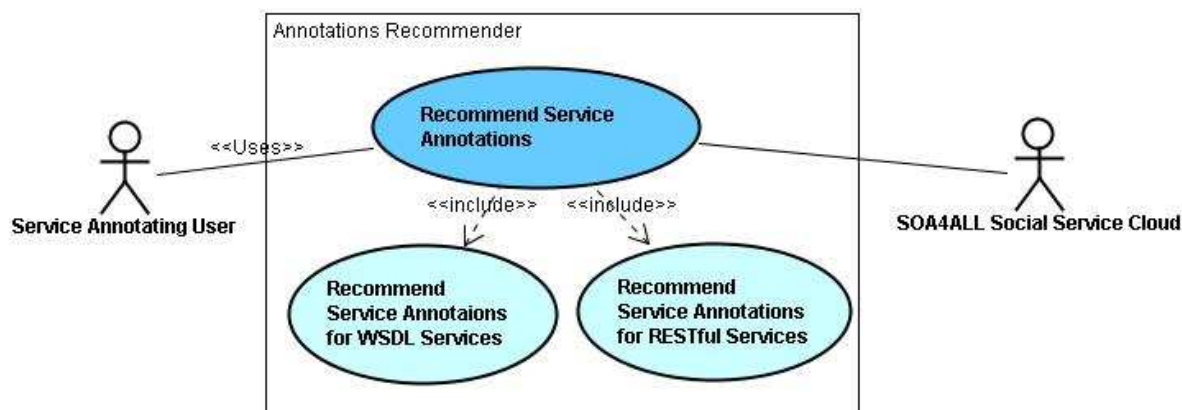 Annotations Recommender
Recommend Service
Annotations
<<Uses>>
Service Annotating User
SOA4ALL Social Service Cloud
<<include>>
<<include>>
Recommend
Service Annotaions
for WSDL Services
Recommend
Service Annotations
for RESTful Services